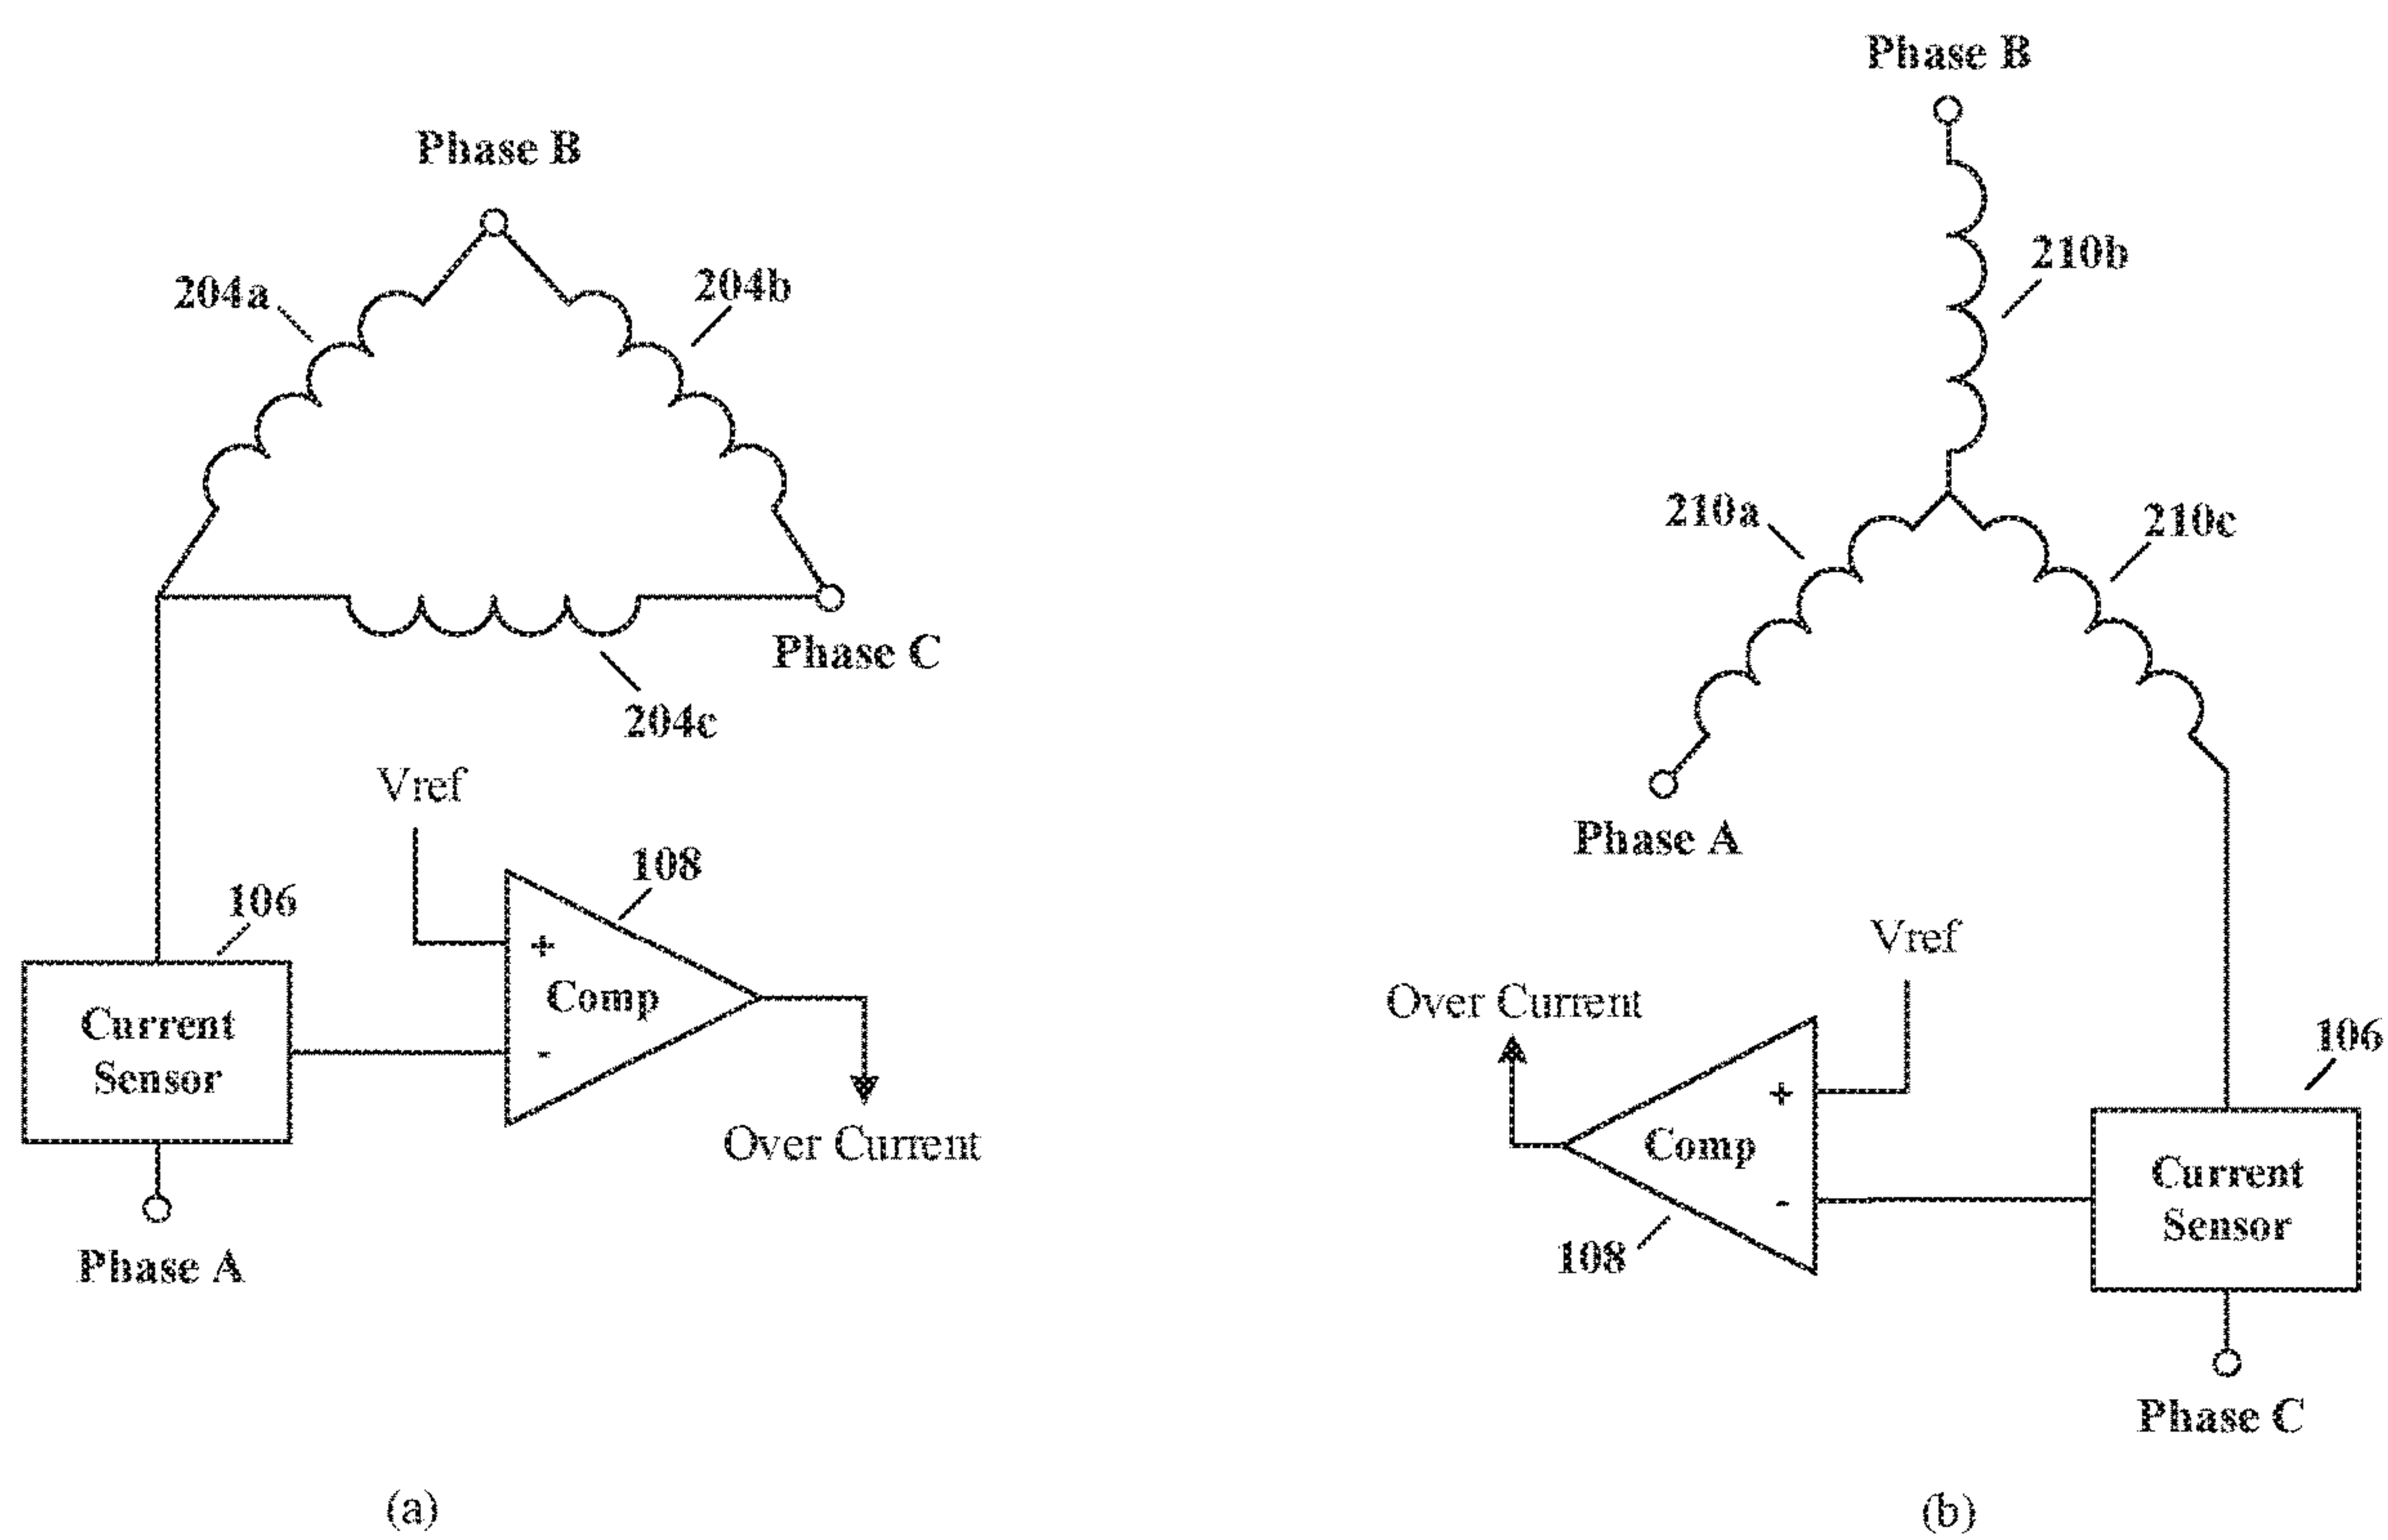 Phase B
204a
204b
Phase C
204c
Vref
108
106
+
Comp
-
Current
Sensor
Over Current
Phase A
(a)
Phase B
210b
210a
210c
Phase A
Vref
Over Current
106
+
Comp
-
108
Current
Sensor
Phase C
(b)